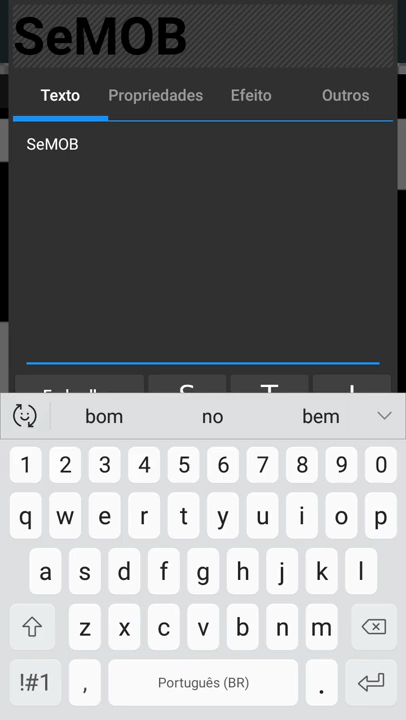 SeMOB
Texto Propriedades Efeito Outros
SeMOB
S T I
bom no bem
1 2 3 4 5 6 7 8 9 0
q w e r t y u i o p
a s d f g h j k l
z x c v b n m
!#1 , Português (BR) .